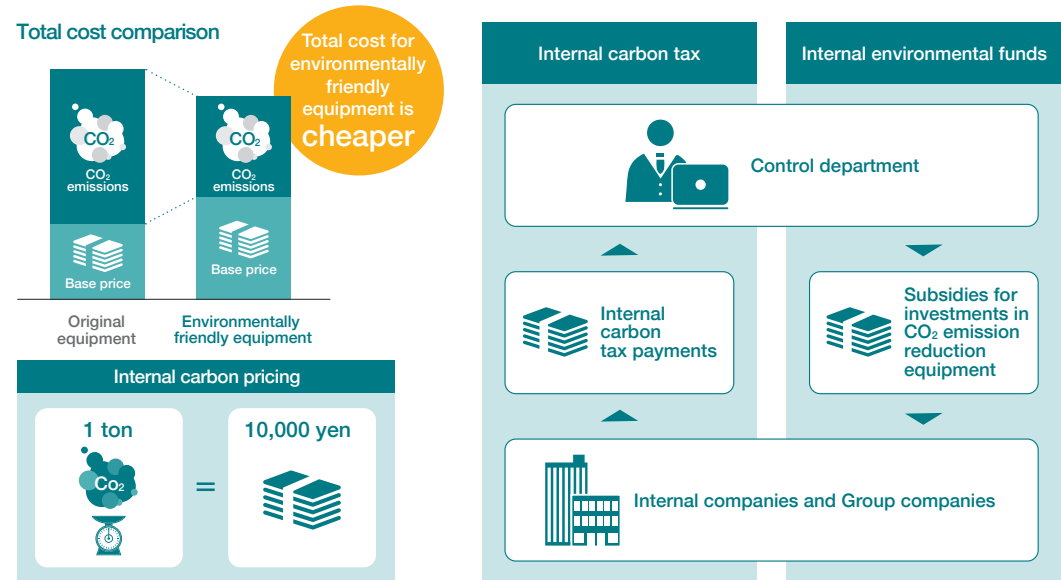 Total cost comparison
Total cost for
environmentally
friendly
equipment is
cheaper
CO₂
CO₂
emissions
Base price
CO₂
CO₂
emissions
Base price
Original
equipment
Environmentally
friendly equipment
Internal carbon pricing
1 ton
CO₂
=
10,000 yen
Internal carbon tax
Internal environmental funds
Control department
Internal
carbon
tax payments
Subsidies for
investments in
CO₂ emission
reduction
equipment
Internal companies and Group companies